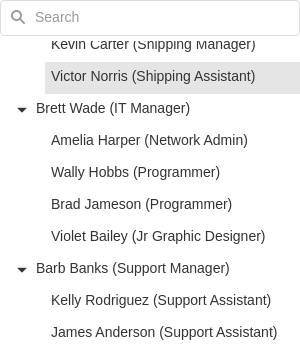 Search
Kevin Carter (Shipping Manager)
Victor Norris (Shipping Assistant)
Brett Wade (IT Manager)
Amelia Harper (Network Admin)
Wally Hobbs (Programmer)
Brad Jameson (Programmer)
Violet Bailey (Jr Graphic Designer)
Barb Banks (Support Manager)
Kelly Rodriguez (Support Assistant)
James Anderson (Support Assistant)